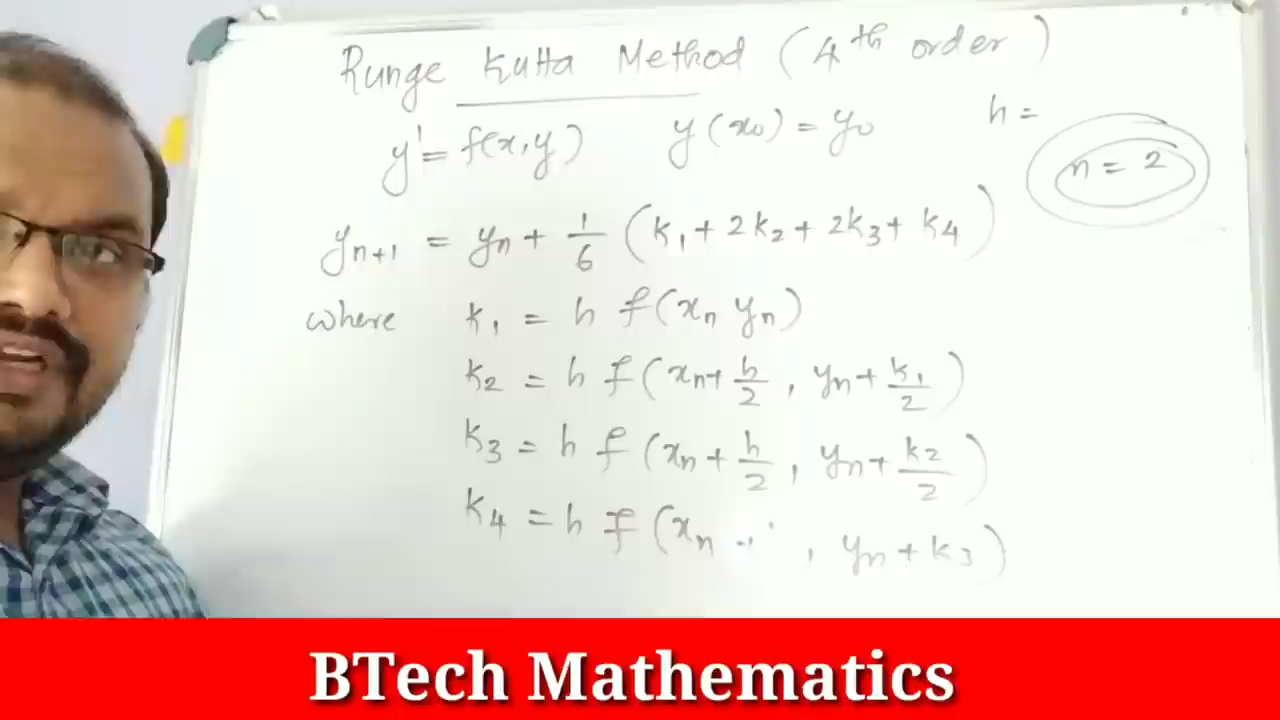 Runge Kutta Method (4th order)
y' = f(x, y) y(x₀) = y₀ h =
n = 2
yₙ₊₁ = yₙ + 1/6 (k₁ + 2k₂ + 2k₃ + k₄)
where k₁ = h f(xₙ yₙ)
k₂ = h f(xₙ + h/2, yₙ + k₁/2)
k₃ = h f(xₙ + h/2, yₙ + k₂/2)
k₄ = h f(xₙ + , yₙ + k₃)
BTech Mathematics